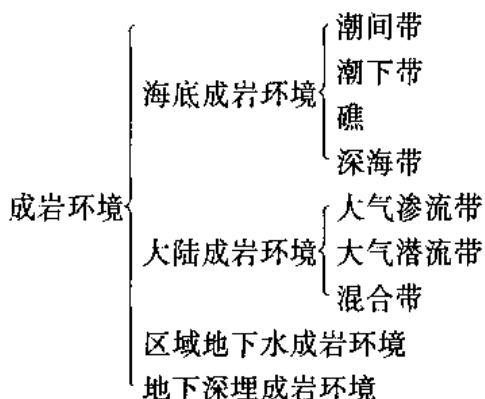 成岩环境
海底成岩环境
潮间带
潮下带
礁
深海带
大陆成岩环境
大气渗流带
大气潜流带
混合带
区域地下水成岩环境
地下深埋成岩环境